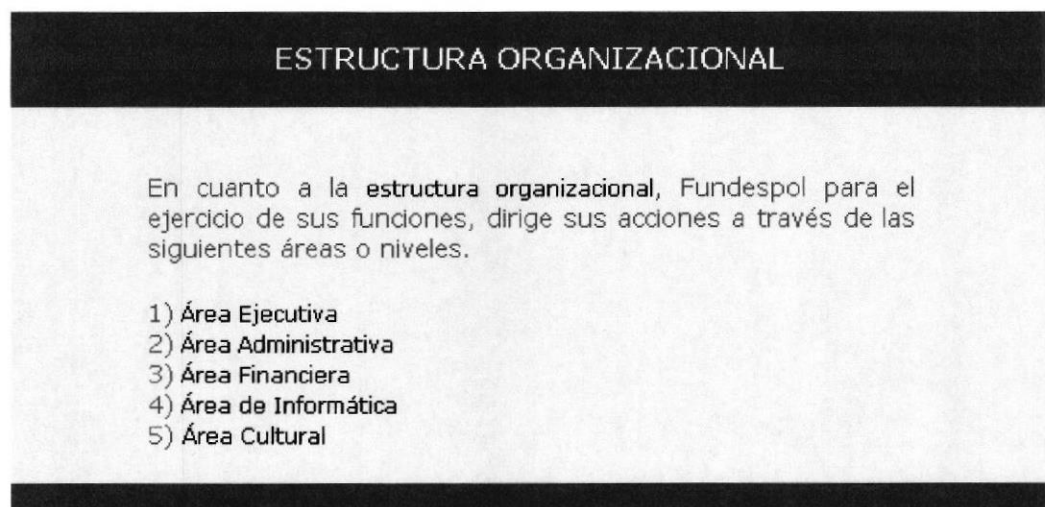 ESTRUCTURA ORGANIZACIONAL
En cuanto a la estructura organizacional, Fundespol para el
ejercicio de sus funciones, dirige sus acciones a través de las
siguientes áreas o niveles.
1) Área Ejecutiva
2) Área Administrativa
3) Área Financiera
4) Área de Informática
5) Área Cultural